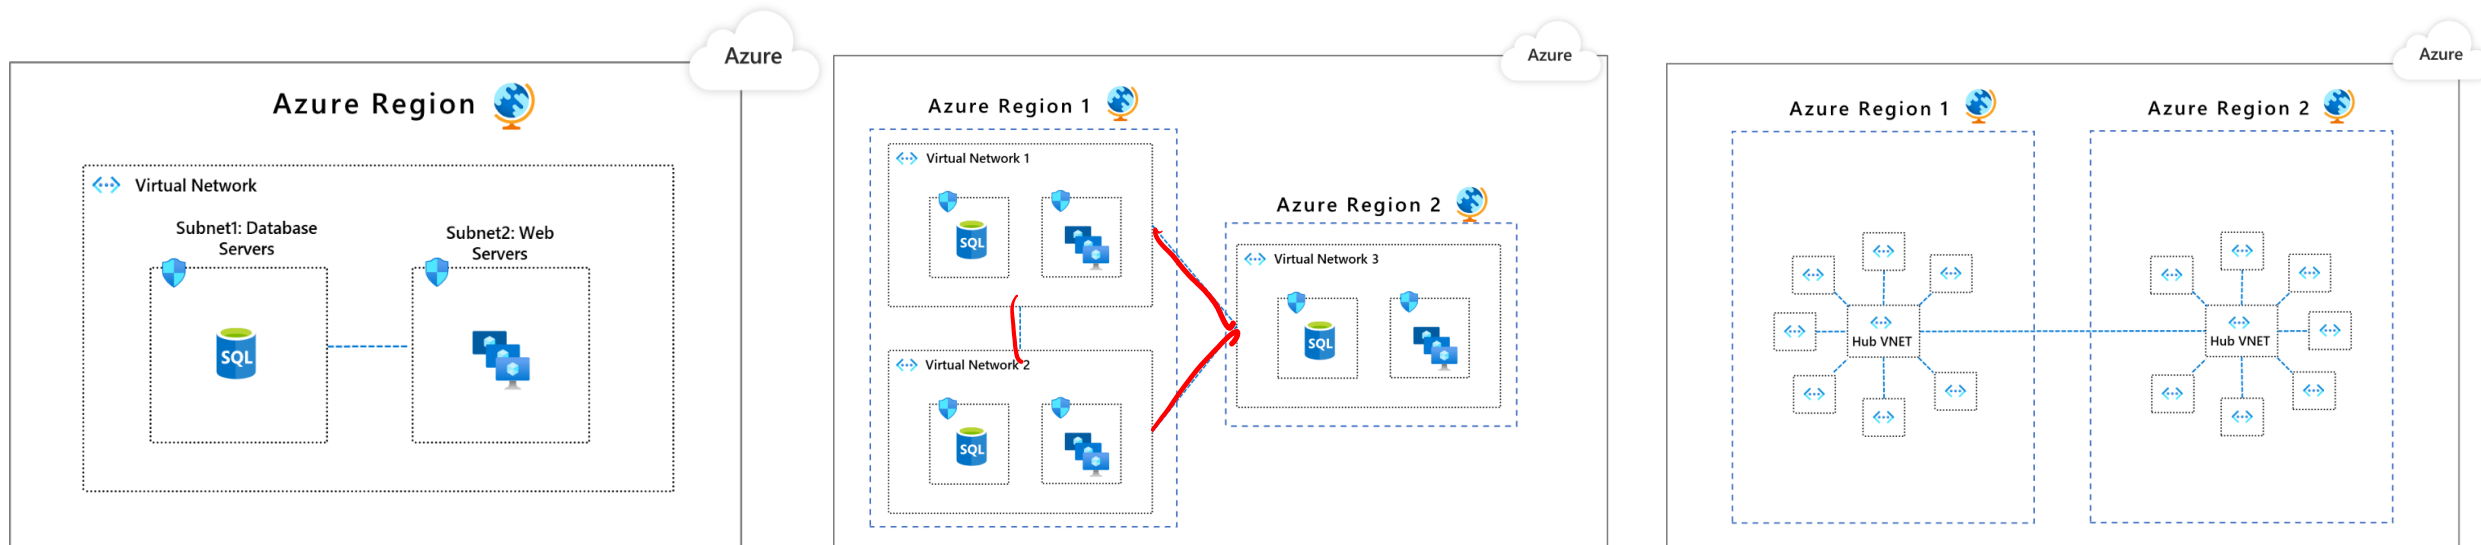 Azure
Azure Region
Virtual Network
Subnet1: Database
Servers
Subnet2: Web
Servers
SQL
Azure
Azure Region 1
Virtual Network 1
SQL
Virtual Network 2
SQL
Azure Region 2
Virtual Network 3
SQL
Azure
Azure Region 1
Hub VNET
Azure Region 2
Hub VNET